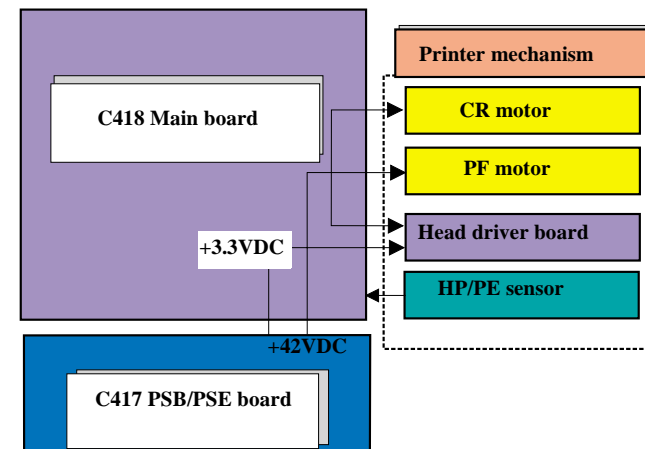 Printer mechanism
C418 Main board
CR motor
PF motor
Head driver board
+3.3VDC
HP/PE sensor
+42VDC
C417 PSB/PSE board